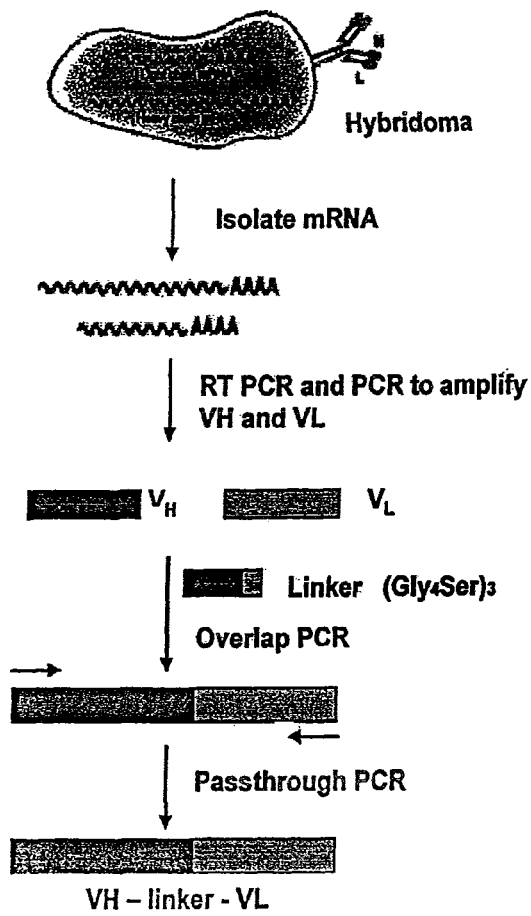 H
L
Hybridoma
Isolate mRNA
AAAA
AAAA
RT PCR and PCR to amplify
VH and VL
VH
VL
Linker (Gly4Ser)3
Overlap PCR
Passthrough PCR
VH – linker - VL